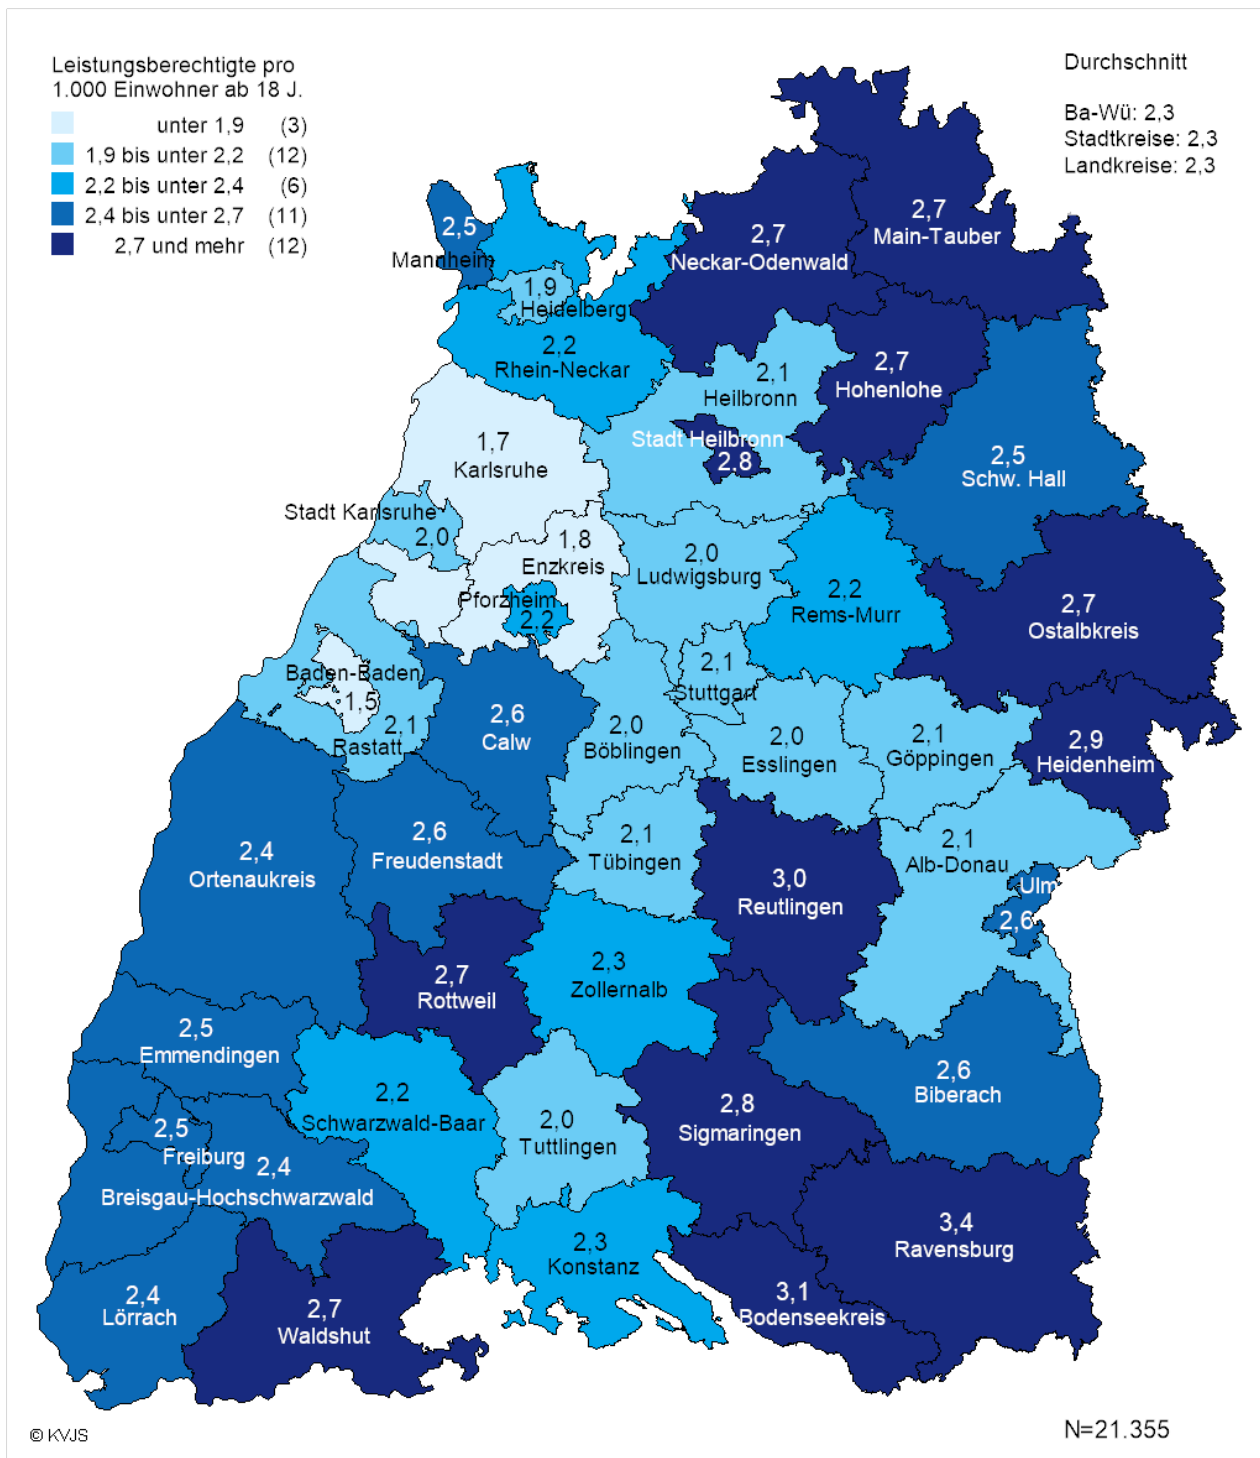 Leistungsberechtigte pro
1.000 Einwohner ab 18 J.
unter 1,9 (3)
1,9 bis unter 2,2 (12)
2,2 bis unter 2,4 (6)
2,4 bis unter 2,7 (11)
2,7 und mehr (12)
Durchschnitt
Ba-Wü: 2,3
Stadtkreise: 2,3
Landkreise: 2,3
2,7
Main-Tauber
2,5
Mannheim
2,7
Neckar-Odenwald
1,9
Heidelberg
2,2
Rhein-Neckar
2,1
Heilbronn
2,7
Hohenlohe
Stadt Heilbronn
2,8
1,7
Karlsruhe
2,5
Schw. Hall
Stadt Karlsruhe
2,0
1,8
Enzkreis
2,0
Ludwigsburg
Pforzheim
2,2
2,2
Rems-Murr
2,7
Ostalbkreis
Baden-Baden
1,5
2,1
Rastatt
2,1
Stuttgart
2,6
Calw
2,0
Böblingen
2,0
Esslingen
2,1
Göppingen
2,9
Heidenheim
2,4
Ortenaukreis
2,6
Freudenstadt
2,1
Tübingen
2,1
Alb-Donau
3,0
Reutlingen
Ulm
2,6
2,7
Rottweil
2,3
Zollernalb
2,5
Emmendingen
2,2
Schwarzwald-Baar
2,6
Biberach
2,5
Freiburg
2,4
Breisgau-Hochschwarzwald
2,0
Tuttlingen
2,8
Sigmaringen
3,4
Ravensburg
2,3
Konstanz
2,4
Lörrach
2,7
Waldshut
3,1
Bodenseekreis
© KVJS
N=21.355